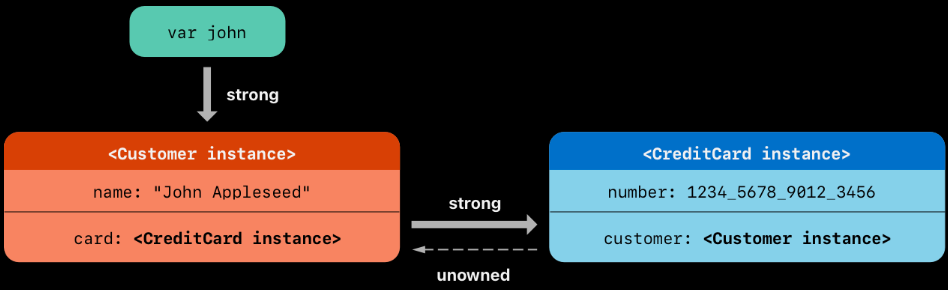 var john
strong
<Customer instance>
name: "John Appleseed"
card: <CreditCard instance>
strong
unowned
<CreditCard instance>
number: 1234_5678_9012_3456
customer: <Customer instance>